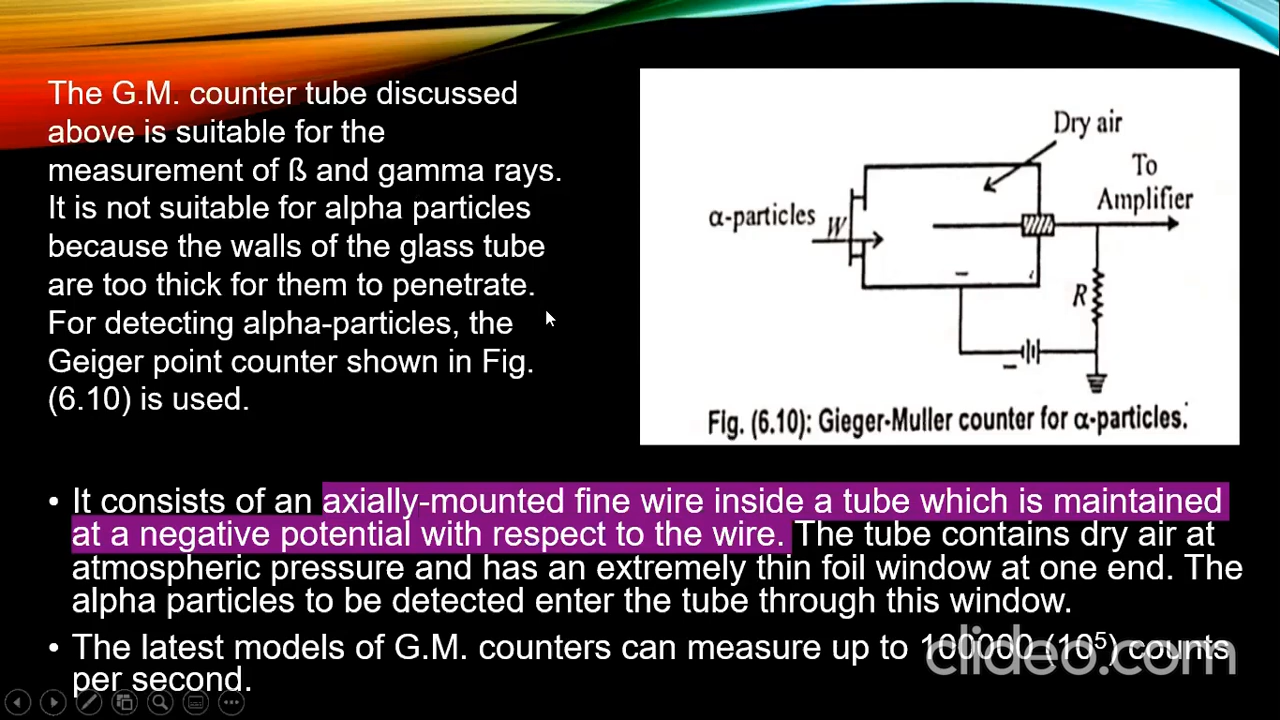 The G.M. counter tube discussed
above is suitable for the
measurement of ß and gamma rays.
It is not suitable for alpha particles
because the walls of the glass tube
are too thick for them to penetrate.
For detecting alpha-particles, the
Geiger point counter shown in Fig.
(6.10) is used.
Dry air
To
Amplifier
α-particles
W
R
Fig. (6.10): Gieger-Muller counter for α-particles.
• It consists of an axially-mounted fine wire inside a tube which is maintained
at a negative potential with respect to the wire. The tube contains dry air at
atmospheric pressure and has an extremely thin foil window at one end. The
alpha particles to be detected enter the tube through this window.
• The latest models of G.M. counters can measure up to 100000 (10⁵) counts
per second.
clideo.com